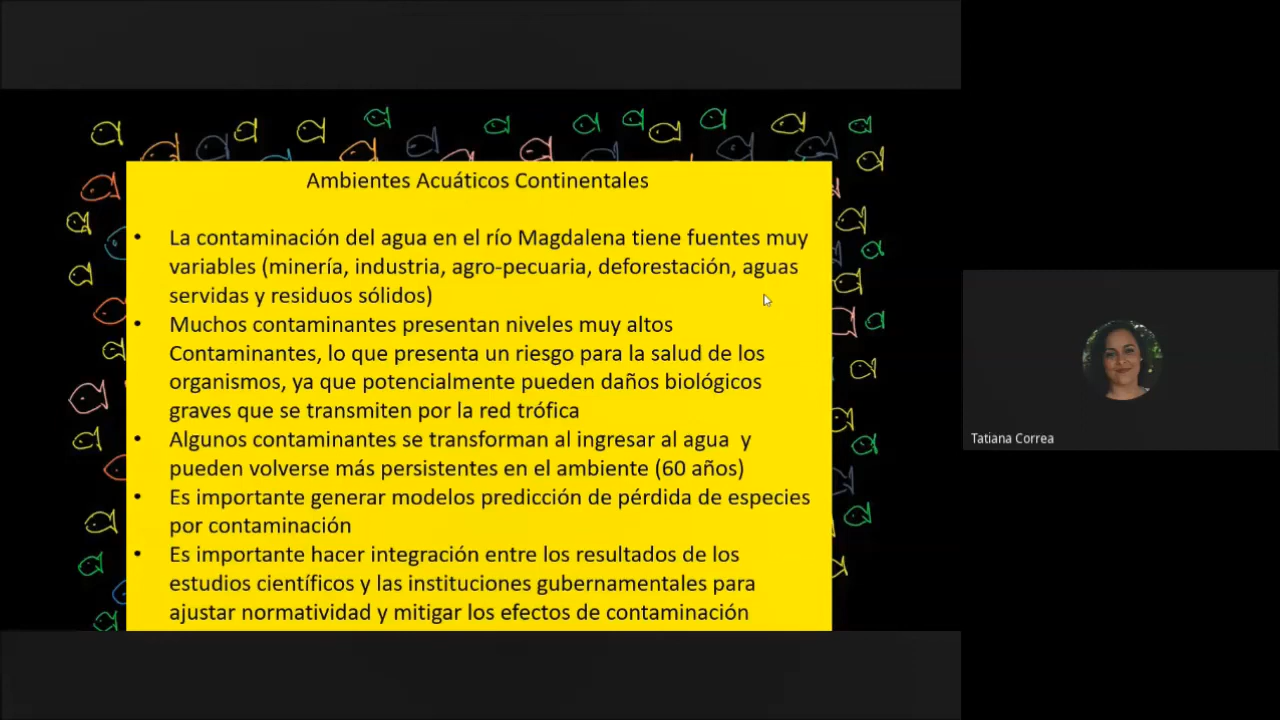 Ambientes Acuáticos Continentales
• La contaminación del agua en el río Magdalena tiene fuentes muy
variables (minería, industria, agro-pecuaria, deforestación, aguas
servidas y residuos sólidos)
• Muchos contaminantes presentan niveles muy altos
Contaminantes, lo que presenta un riesgo para la salud de los
organismos, ya que potencialmente pueden daños biológicos
graves que se transmiten por la red trófica
• Algunos contaminantes se transforman al ingresar al agua y
pueden volverse más persistentes en el ambiente (60 años)
• Es importante generar modelos predicción de pérdida de especies
por contaminación
• Es importante hacer integración entre los resultados de los
estudios científicos y las instituciones gubernamentales para
ajustar normatividad y mitigar los efectos de contaminación
Tatiana Correa